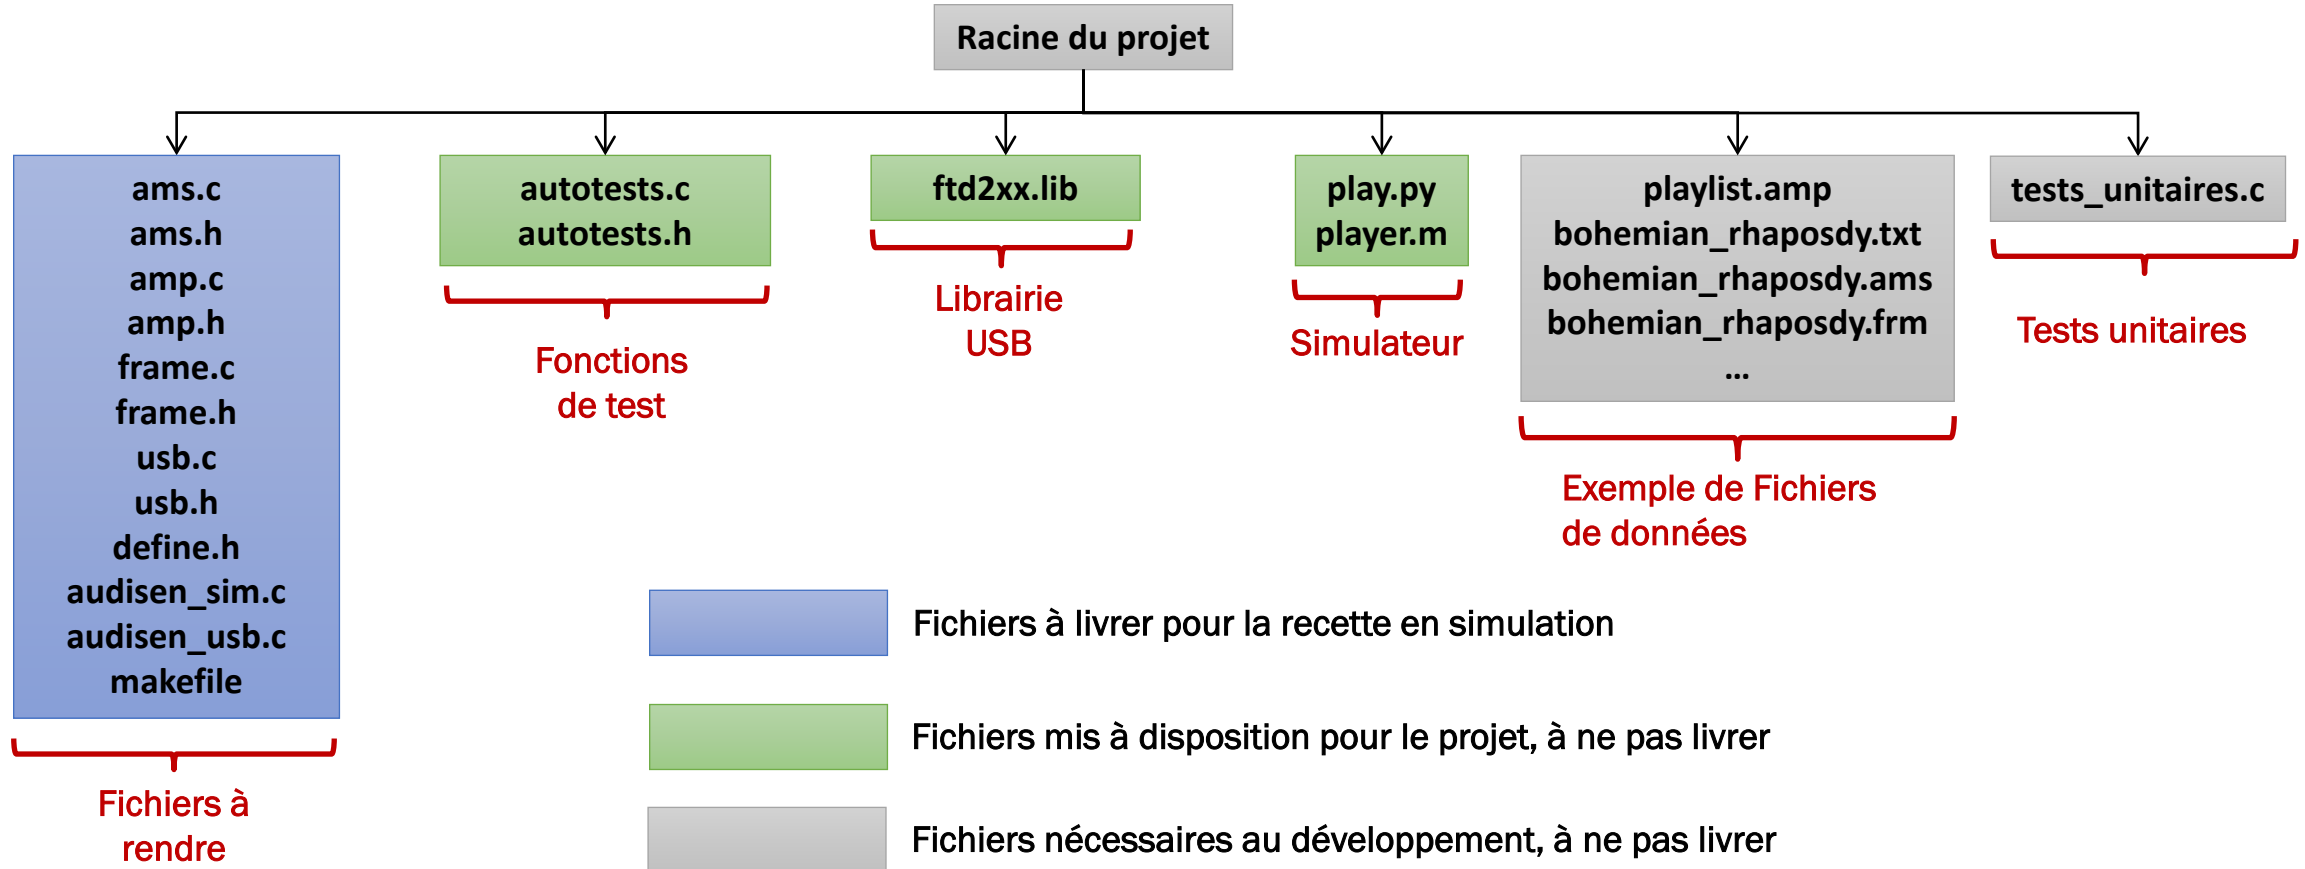 Racine du projet
ams.c
ams.h
amp.c
amp.h
frame.c
frame.h
usb.c
usb.h
define.h
audisen_sim.c
audisen_usb.c
makefile
Fichiers à
rendre
autotests.c
autotests.h
Fonctions
de test
ftd2xx.lib
Librairie
USB
play.py
player.m
Simulateur
playlist.amp
bohemian_rhaposdy.txt
bohemian_rhaposdy.ams
bohemian_rhaposdy.frm
...
Exemple de Fichiers
de données
tests_unitaires.c
Tests unitaires
Fichiers à livrer pour la recette en simulation
Fichiers mis à disposition pour le projet, à ne pas livrer
Fichiers nécessaires au développement, à ne pas livrer